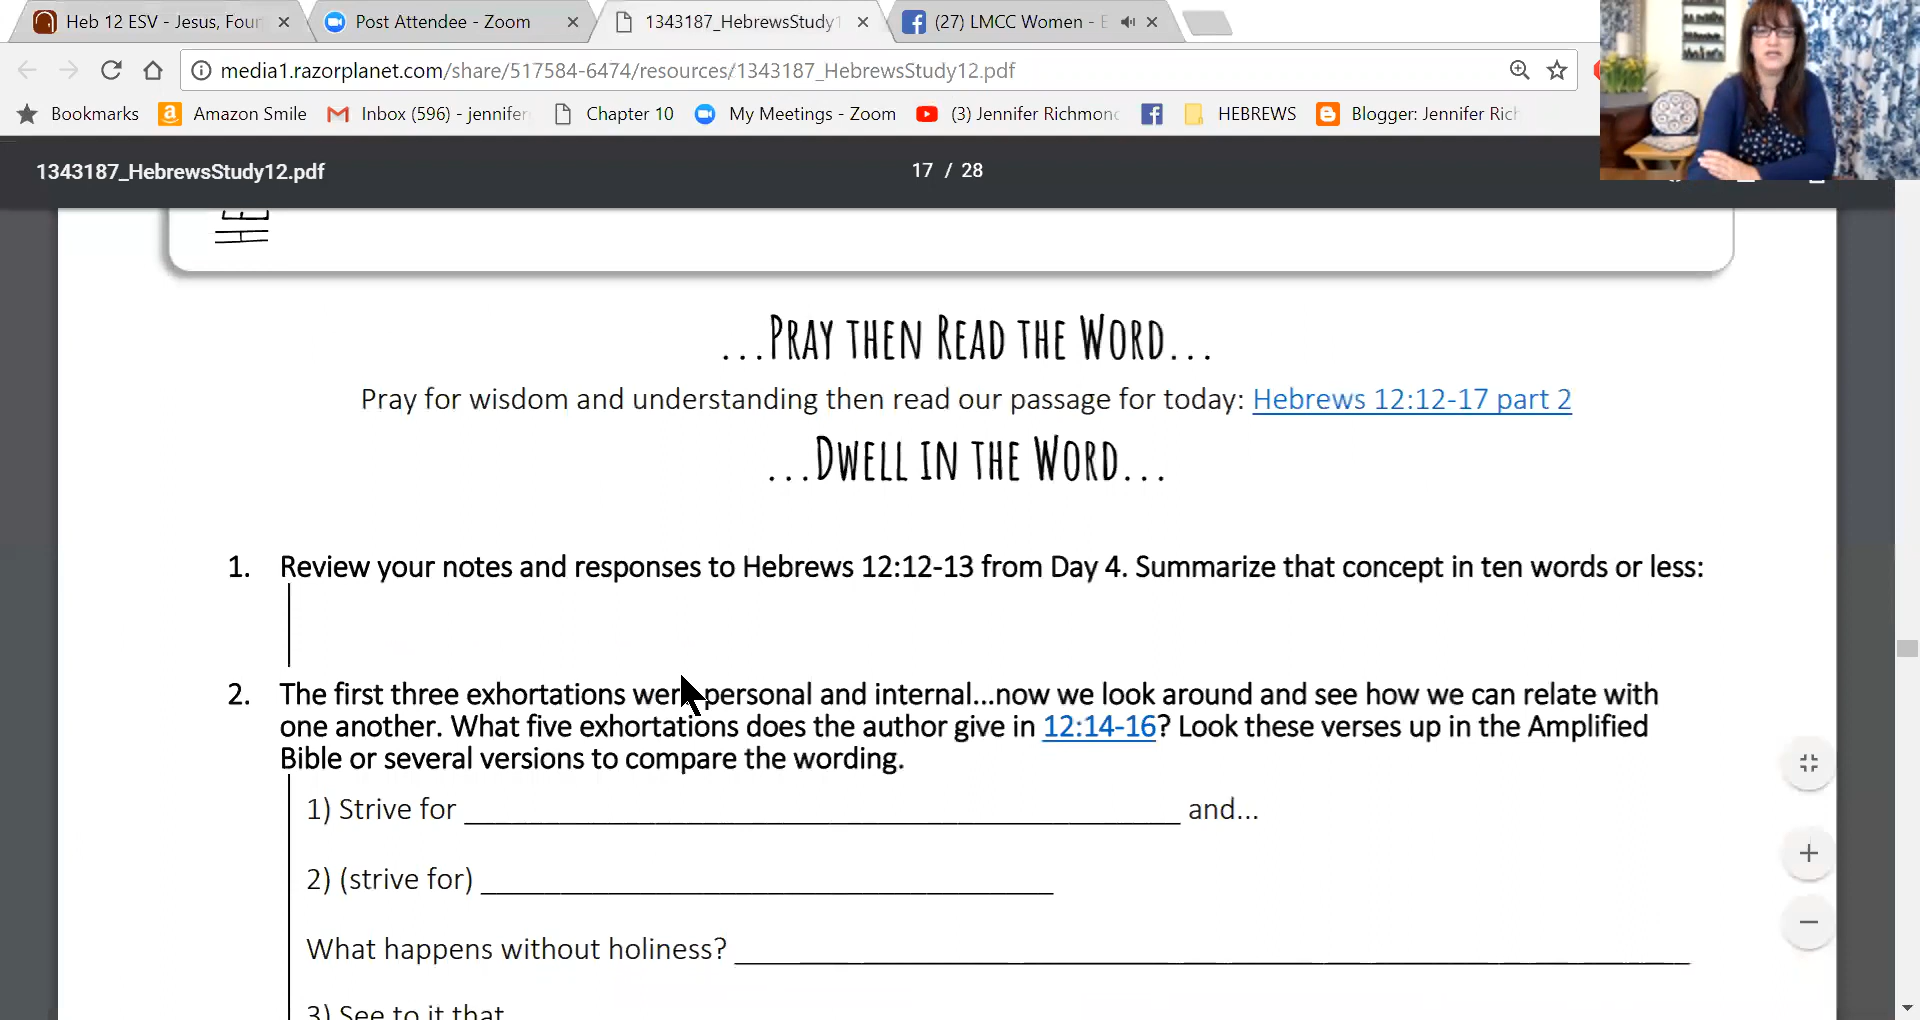 Heb 12 ESV - Jesus, Four
Post Attendee - Zoom
1343187_HebrewsStudy1
(27) LMCC Women - E
media1.razorplanet.com/share/517584-6474/resources/1343187_HebrewsStudy12.pdf
Bookmarks
Amazon Smile
Inbox (596) - jennifer
Chapter 10
My Meetings - Zoom
(3) Jennifer Richmond
HEBREWS
Blogger: Jennifer Rich
1343187_HebrewsStudy12.pdf
17 / 28
HE
...Pray then Read the Word...
Pray for wisdom and understanding then read our passage for today: Hebrews 12:12-17 part 2
...Dwell in the Word...
1. Review your notes and responses to Hebrews 12:12-13 from Day 4. Summarize that concept in ten words or less:
2. The first three exhortations were personal and internal...now we look around and see how we can relate with
one another. What five exhortations does the author give in 12:14-16? Look these verses up in the Amplified
Bible or several versions to compare the wording.
1) Strive for ______ and...
2) (strive for) ______
What happens without holiness? ______
3) See to it that